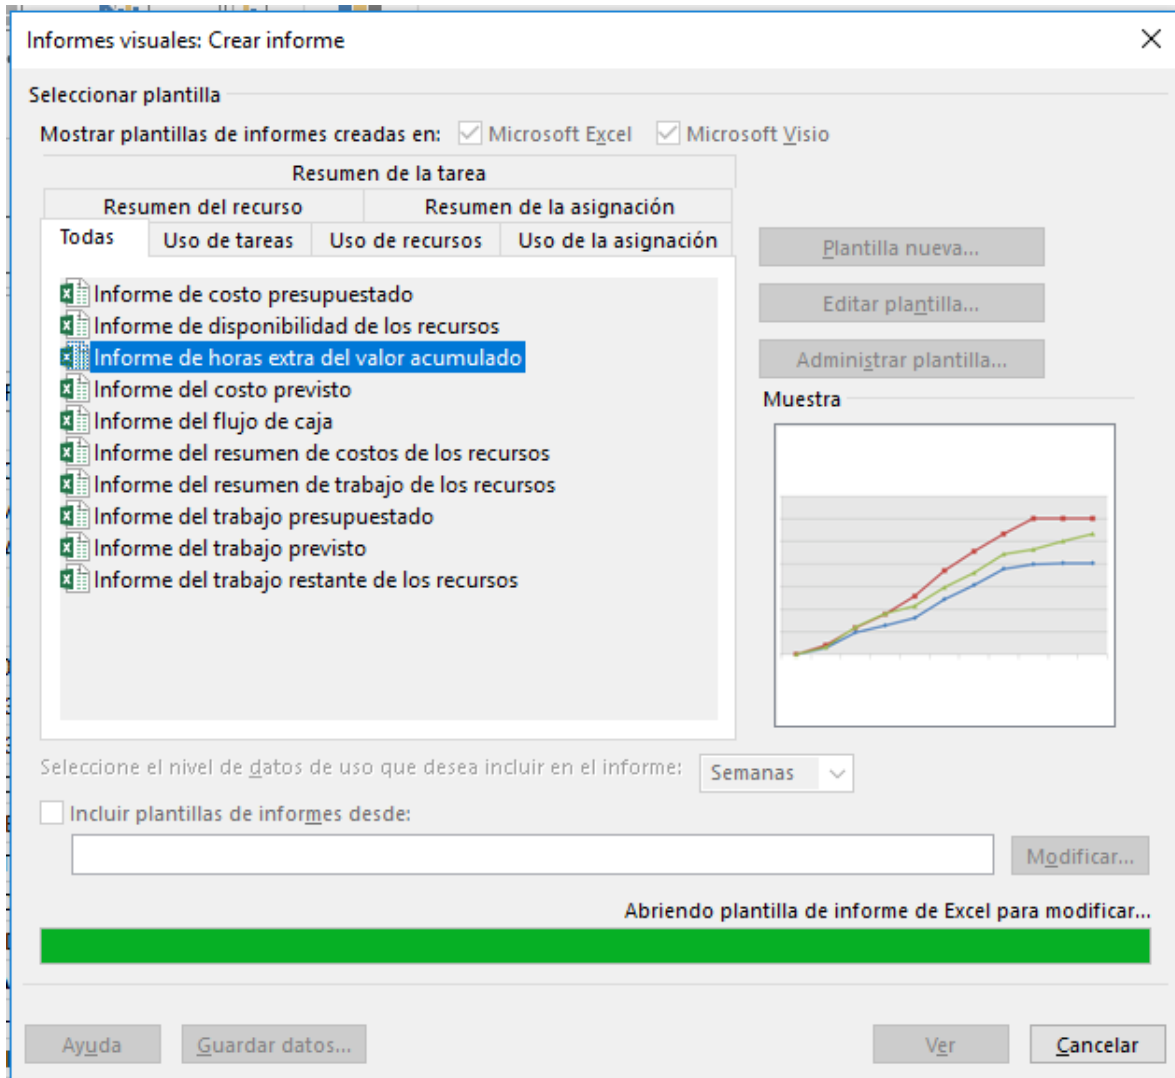 Informes visuales: Crear informe
Seleccionar plantilla
Mostrar plantillas de informes creadas en: Microsoft Excel Microsoft Visio
Resumen de la tarea
Resumen del recurso Resumen de la asignación
Todas Uso de tareas Uso de recursos Uso de la asignación
Informe de costo presupuestado
Informe de disponibilidad de los recursos
Informe de horas extra del valor acumulado
Informe del costo previsto
Informe del flujo de caja
Informe del resumen de costos de los recursos
Informe del resumen de trabajo de los recursos
Informe del trabajo presupuestado
Informe del trabajo previsto
Informe del trabajo restante de los recursos
Plantilla nueva...
Editar plantilla...
Administrar plantilla...
Muestra
Seleccione el nivel de datos de uso que desea incluir en el informe: Semanas
Incluir plantillas de informes desde:
Modificar...
Abriendo plantilla de informe de Excel para modificar...
Ayuda Guardar datos... Ver Cancelar